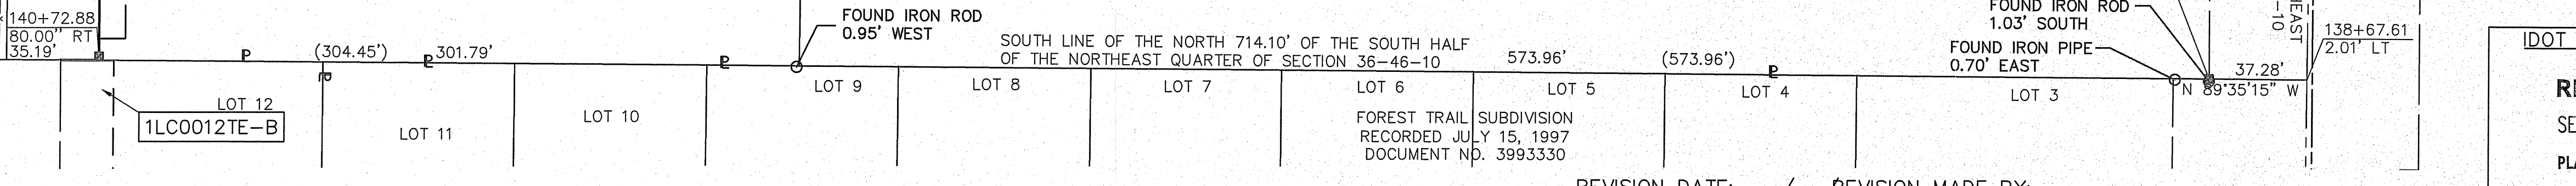 140+72.88
80.00" RT
35.19'
(304.45')
301.79'
FOUND IRON ROD
0.95' WEST
SOUTH LINE OF THE NORTH 714.10' OF THE SOUTH HALF
OF THE NORTHEAST QUARTER OF SECTION 36-46-10
573.96'
(573.96')
FOUND IRON ROD
1.03' SOUTH
FOUND IRON PIPE
0.70' EAST
37.28'
N 89°35'15" W
138+67.61
2.01' LT
IDOT
LOT 12
1LC0012TE-B
LOT 11
LOT 10
LOT 9
LOT 8
LOT 7
LOT 6
LOT 5
LOT 4
LOT 3
FOREST TRAIL SUBDIVISION
RECORDED JULY 15, 1997
DOCUMENT NO. 3993330
REVISION DATE: / REVISION MADE BY: